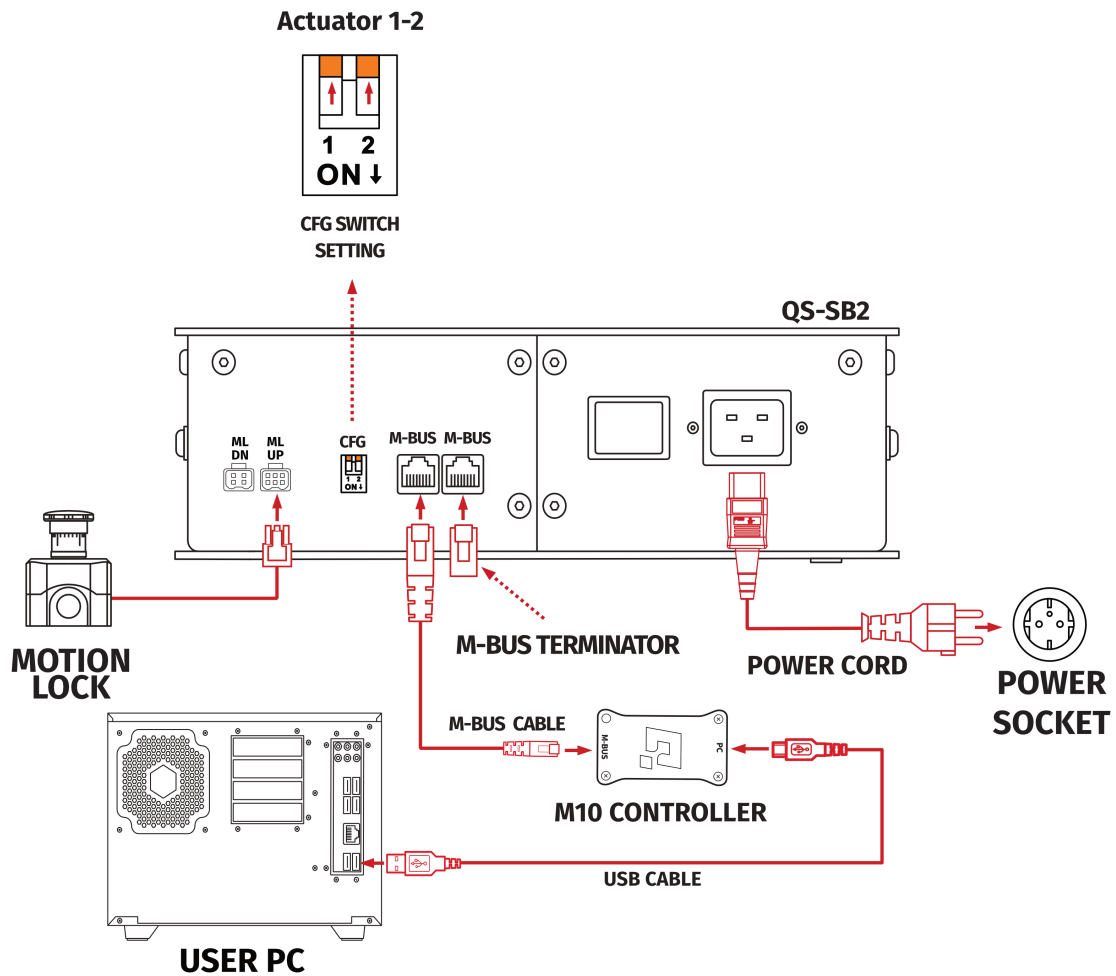 Actuator 1-2
1 2
ON ↓
CFG SWITCH
SETTING
QS-SB2
ML
DN
ML
UP
CFG
1 2
ON ↓
M-BUS
M-BUS
MOTION
LOCK
M-BUS TERMINATOR
POWER CORD
POWER
SOCKET
M-BUS CABLE
M-BUS
PC
M10 CONTROLLER
USB CABLE
USER PC